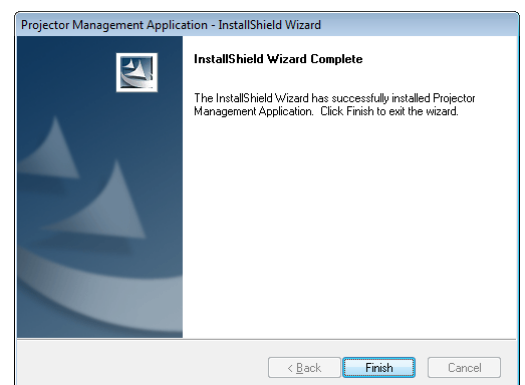 Projector Management Application - InstallShield Wizard
InstallShield Wizard Complete
The InstallShield Wizard has successfully installed Projector
Management Application. Click Finish to exit the wizard.
< Back
Finish
Cancel